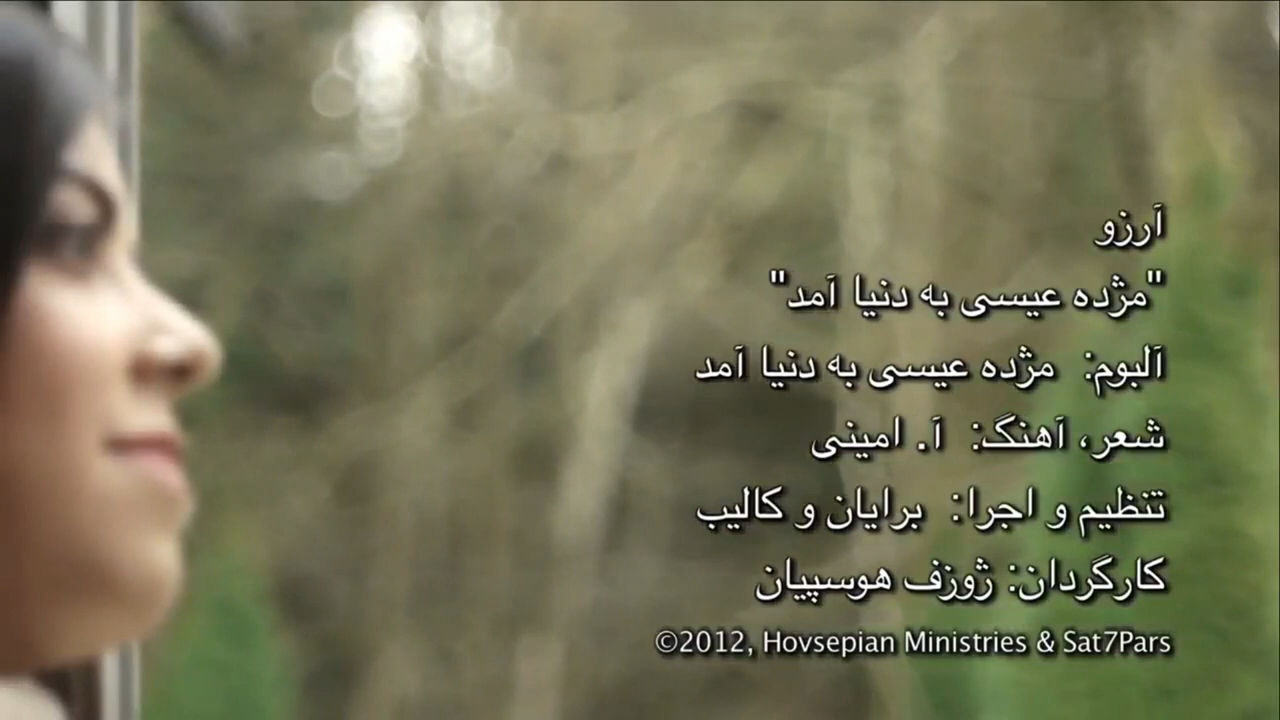 آرزو
"مژده عیسی به دنیا آمد"
آلبوم: مژده عیسی به دنیا آمد
شعر، آهنگ: آ. امینی
تنظیم و اجرا: برایان و کالیب
کارگردان: ژوزف هوسپیان
©2012, Hovsepian Ministries & Sat7Pars